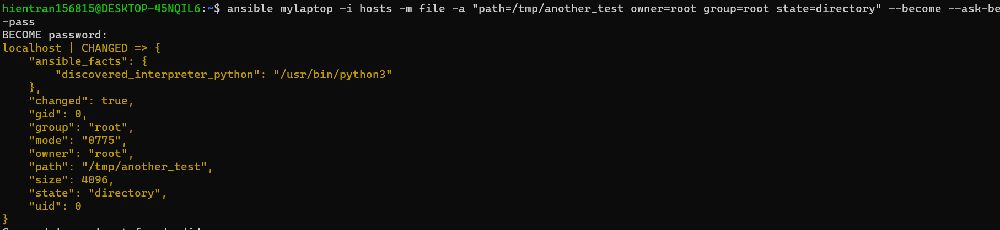 hientran156815@DESKTOP-45NQIL6:~$ ansible mylaptop -i hosts -m file -a "path=/tmp/another_test owner=root group=root state=directory" --become --ask-be
-pass
BECOME password:
localhost | CHANGED => {
    "ansible_facts": {
        "discovered_interpreter_python": "/usr/bin/python3"
    },
    "changed": true,
    "gid": 0,
    "group": "root",
    "mode": "0775",
    "owner": "root",
    "path": "/tmp/another_test",
    "size": 4096,
    "state": "directory",
    "uid": 0
}